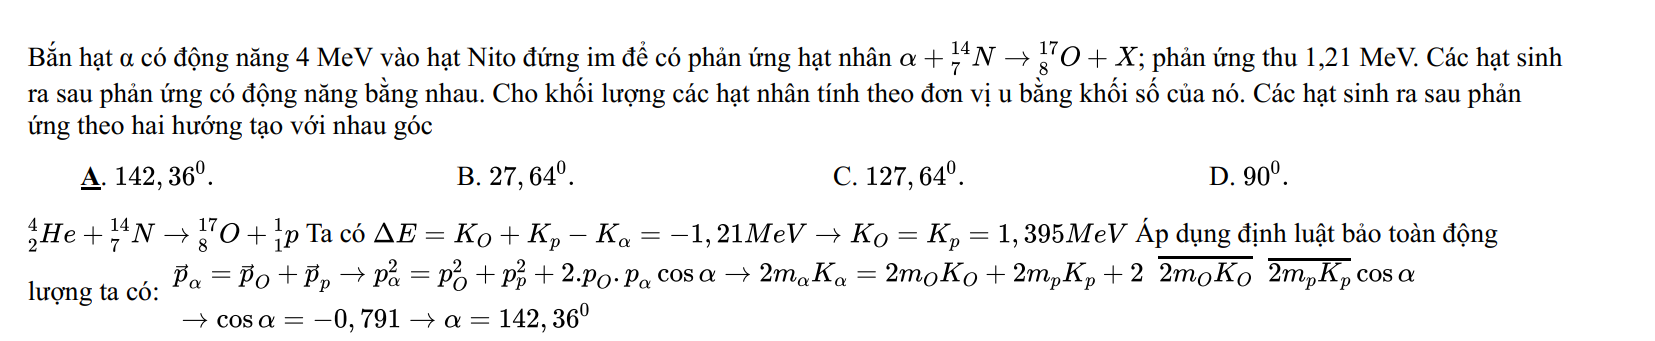 Bắn hạt α có động năng 4 MeV vào hạt Nito đứng im để có phản ứng hạt nhân $\alpha + {}^{14}_{7}N \to {}^{17}_{8}O + X$; phản ứng thu 1,21 MeV. Các hạt sinh
ra sau phản ứng có động năng bằng nhau. Cho khối lượng các hạt nhân tính theo đơn vị u bằng khối số của nó. Các hạt sinh ra sau phản
ứng theo hai hướng tạo với nhau góc
A. $142,36^0$. B. $27,64^0$. C. $127,64^0$. D. $90^0$.
${}^{4}_{2}He + {}^{14}_{7}N \to {}^{17}_{8}O + {}^{1}_{1}p$ Ta có $\Delta E = K_O + K_p - K_\alpha = -1,21MeV \to K_O = K_p = 1,395MeV$ Áp dụng định luật bảo toàn động
lượng ta có: $\vec{p}_\alpha = \vec{p}_O + \vec{p}_p \to p_\alpha^2 = p_O^2 + p_p^2 + 2.p_O.p_\alpha \cos\alpha \to 2m_\alpha K_\alpha = 2m_O K_O + 2m_p K_p + 2\ \overline{2m_O K_O}\ \overline{2m_p K_p} \cos\alpha$
$\to \cos\alpha = -0,791 \to \alpha = 142,36^0$